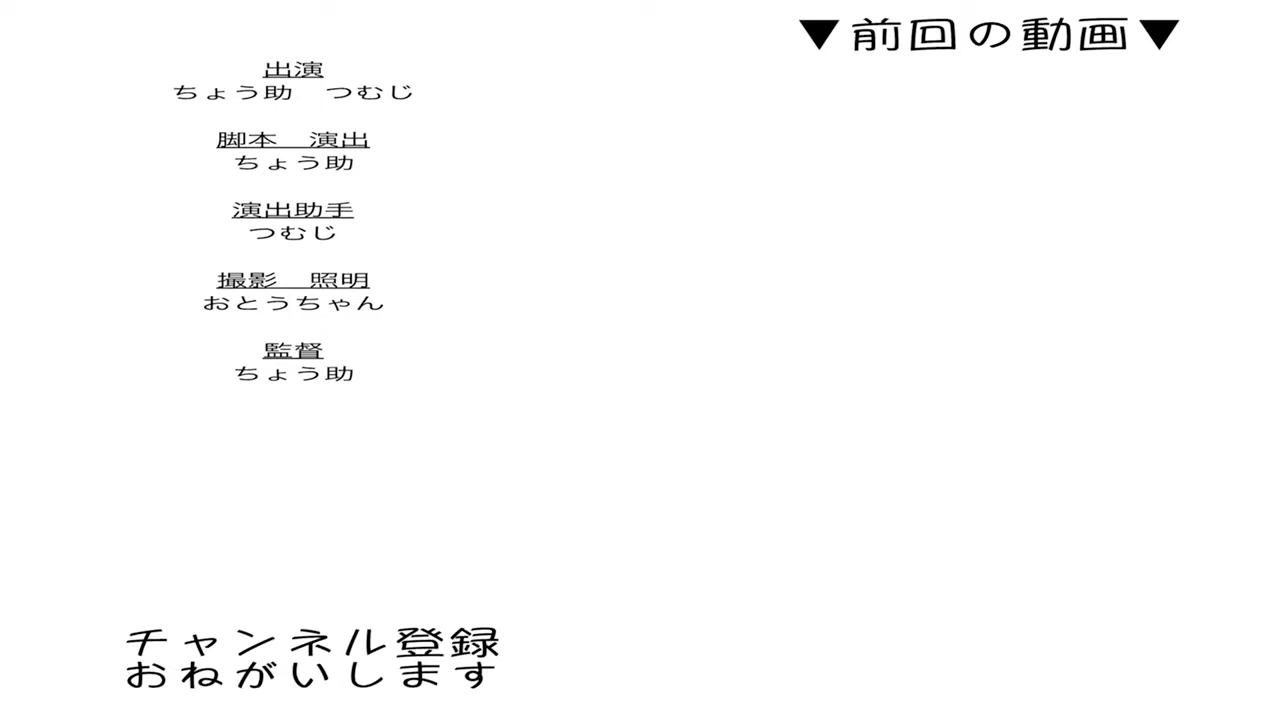 ▼前回の動画▼
出演
ちょう助　つむじ
脚本　演出
ちょう助
演出助手
つむじ
撮影　照明
おとうちゃん
監督
ちょう助
チャンネル登録
おねがいします